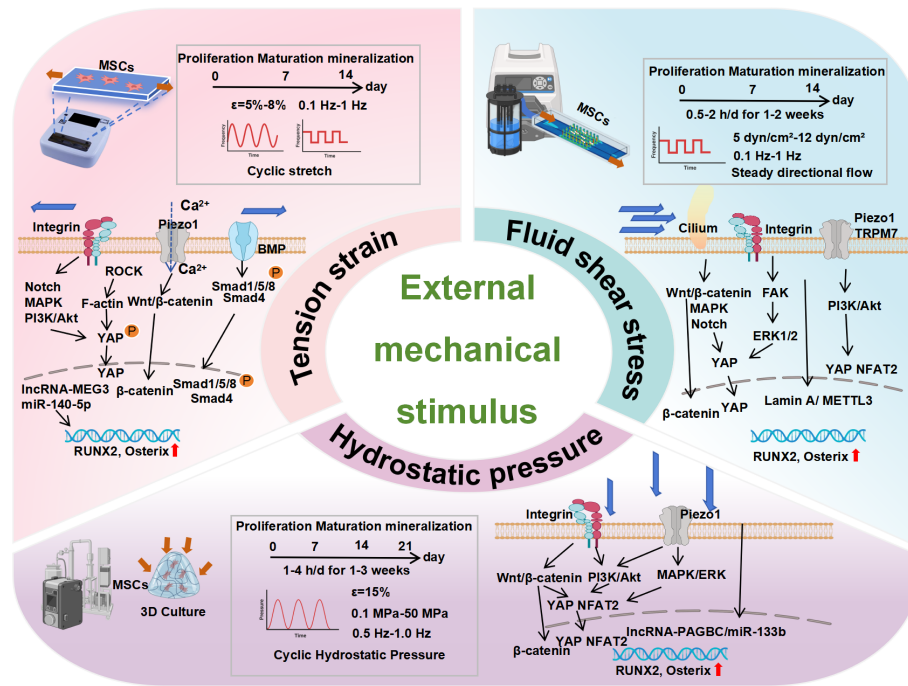 MSCs
Proliferation Maturation mineralization
0 7 14
day
ε=5%-8% 0.1 Hz-1 Hz
Frequency
Time
Frequency
Time
Cyclic stretch
Integrin
Ca²⁺
Piezo1
Ca²⁺
BMP
Notch
MAPK
PI3K/Akt
ROCK
F-actin
YAP
P
YAP
Wnt/β-catenin
β-catenin
P
Smad1/5/8
Smad4
Smad1/5/8
Smad4
P
lncRNA-MEG3
miR-140-5p
RUNX2, Osterix
MSCs
Proliferation Maturation mineralization
0 7 14
day
0.5-2 h/d for 1-2 weeks
Frequency
Time
5 dyn/cm²-12 dyn/cm²
0.1 Hz-1 Hz
Steady directional flow
Cilium
Integrin
Piezo1
TRPM7
Wnt/β-catenin
MAPK
Notch
YAP
FAK
ERK1/2
PI3K/Akt
YAP NFAT2
β-catenin
YAP
Lamin A/ METTL3
RUNX2, Osterix
Tension strain
Fluid shear stress
Hydrostatic pressure
External
mechanical
stimulus
MSCs
3D Culture
Proliferation Maturation mineralization
0 7 14 21
day
1-4 h/d for 1-3 weeks
Pressure
Time
ε=15%
0.1 MPa-50 MPa
0.5 Hz-1.0 Hz
Cyclic Hydrostatic Pressure
Integrin
Piezo1
Wnt/β-catenin
PI3K/Akt
MAPK/ERK
YAP NFAT2
YAP NFAT2
β-catenin
lncRNA-PAGBC/miR-133b
RUNX2, Osterix